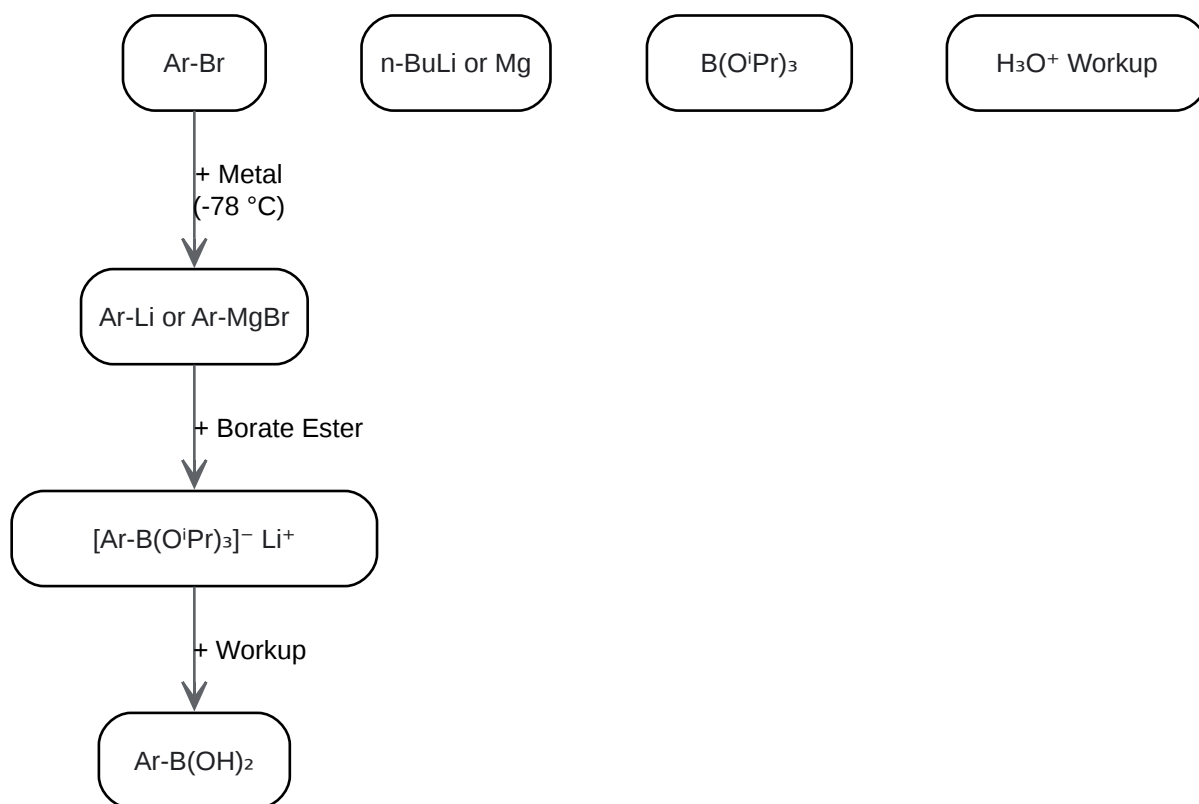 Ar-Br
n-BuLi or Mg
B(OⁱPr)₃
H₃O⁺ Workup
+ Metal
(-78 °C)
Ar-Li or Ar-MgBr
+ Borate Ester
[Ar-B(OⁱPr)₃]⁻ Li⁺
+ Workup
Ar-B(OH)₂